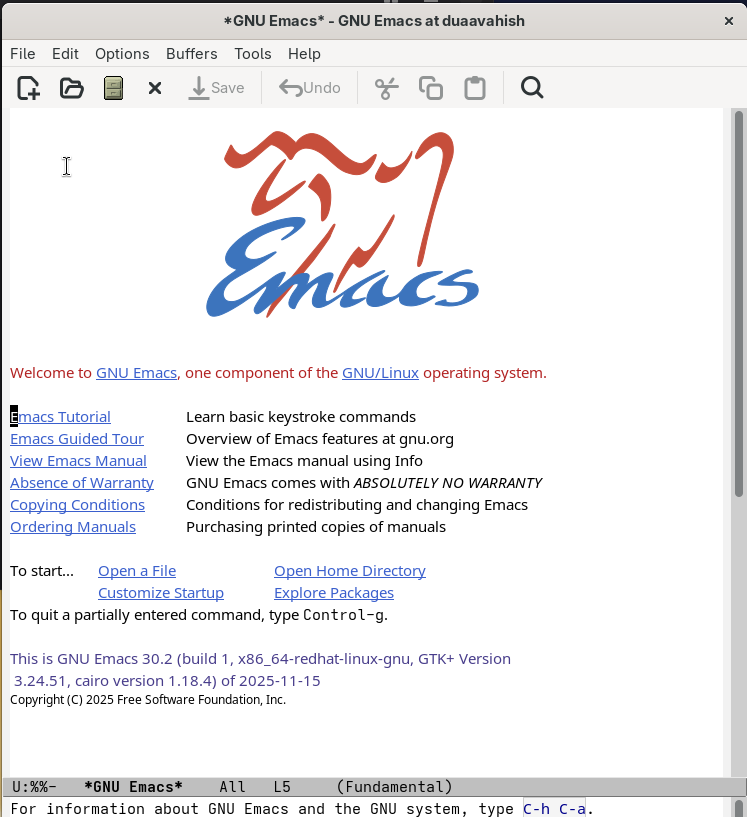 *GNU Emacs* - GNU Emacs at duaavahish ×
File Edit Options Buffers Tools Help
Save Undo
Emacs
Welcome to GNU Emacs, one component of the GNU/Linux operating system.
Emacs Tutorial Learn basic keystroke commands
Emacs Guided Tour Overview of Emacs features at gnu.org
View Emacs Manual View the Emacs manual using Info
Absence of Warranty GNU Emacs comes with ABSOLUTELY NO WARRANTY
Copying Conditions Conditions for redistributing and changing Emacs
Ordering Manuals Purchasing printed copies of manuals
To start... Open a File Open Home Directory
Customize Startup Explore Packages
To quit a partially entered command, type Control-g.
This is GNU Emacs 30.2 (build 1, x86_64-redhat-linux-gnu, GTK+ Version
3.24.51, cairo version 1.18.4) of 2025-11-15
Copyright (C) 2025 Free Software Foundation, Inc.
U:%%- *GNU Emacs* All L5 (Fundamental)
For information about GNU Emacs and the GNU system, type C-h C-a.